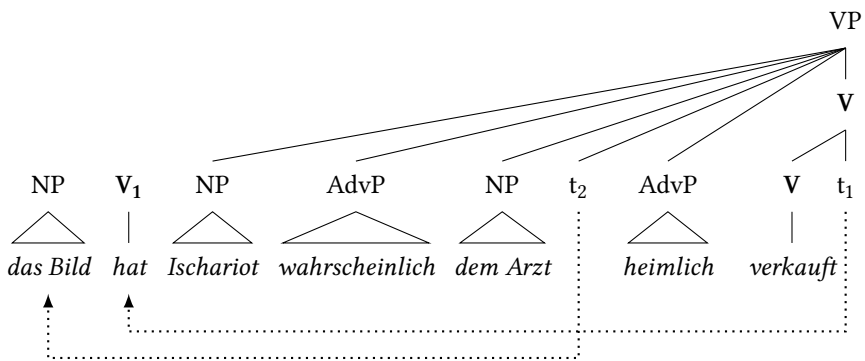 VP
V
NP V₁ NP AdvP NP t₂ AdvP V t₁
das Bild hat Ischariot wahrscheinlich dem Arzt heimlich verkauft